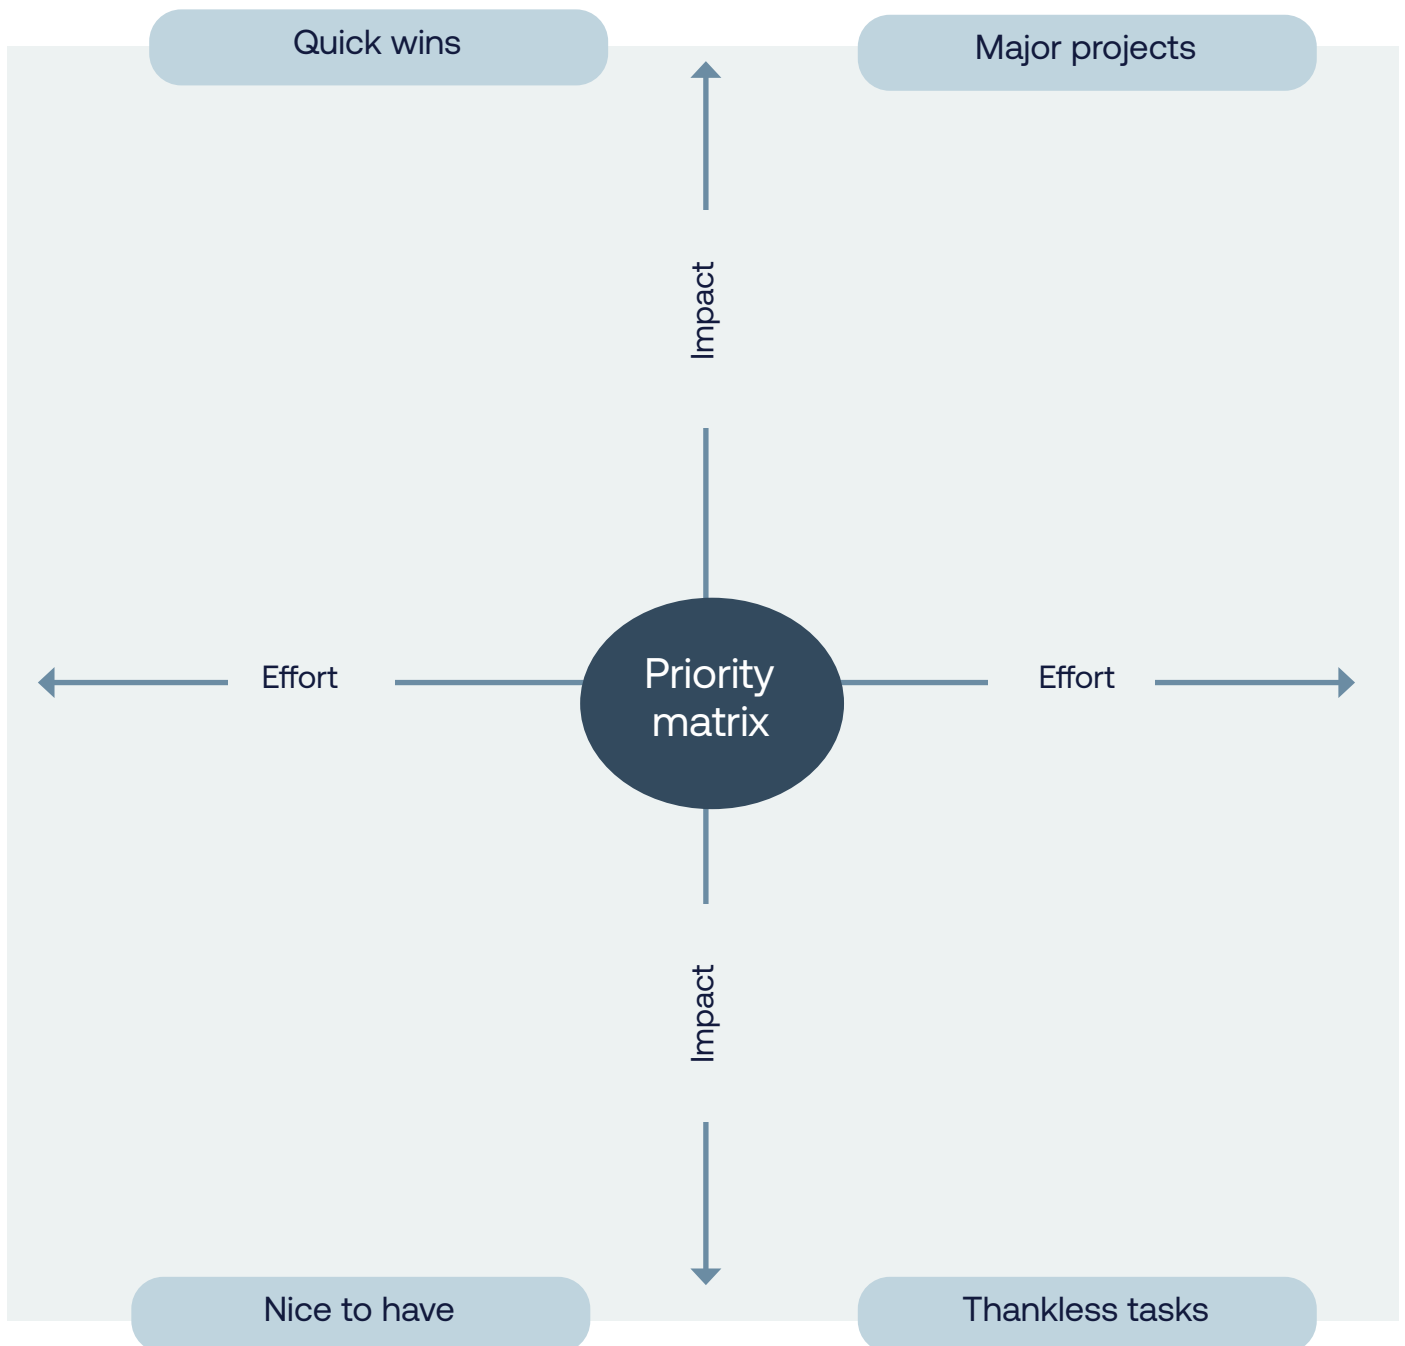 Quick wins
Major projects
Impact
Effort
Priority
matrix
Effort
Impact
Nice to have
Thankless tasks